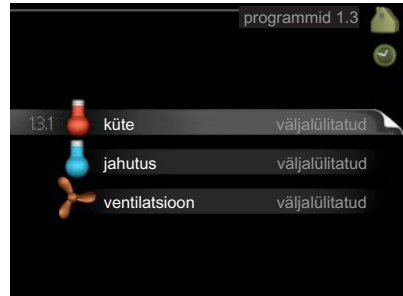 programmid 1.3
1.3.1 küte väljalülitatud
jahutus väljalülitatud
ventilatsioon väljalülitatud